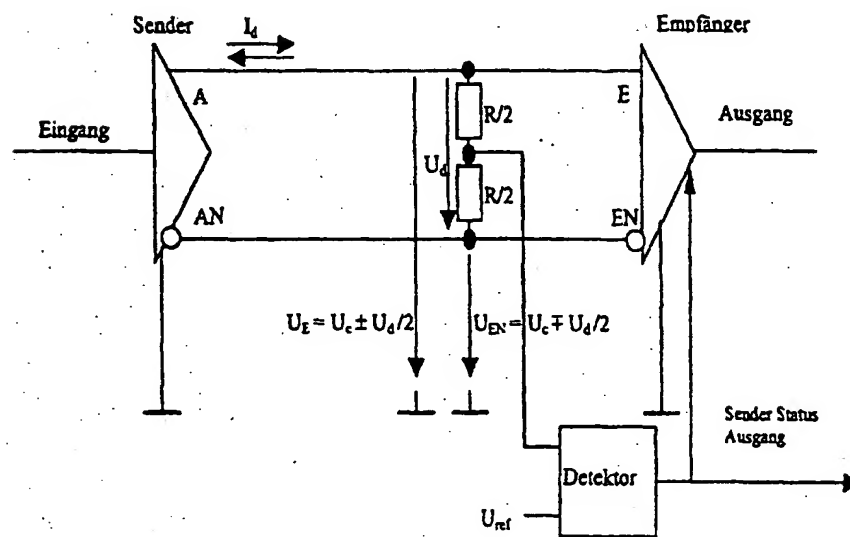 Sender
I_d
Empfänger
A
E
R/2
Eingang
Ausgang
U_d
R/2
AN
EN
U_E = U_c ± U_d/2
U_EN = U_c ∓ U_d/2
Sender Status
Ausgang
Detektor
U_ref